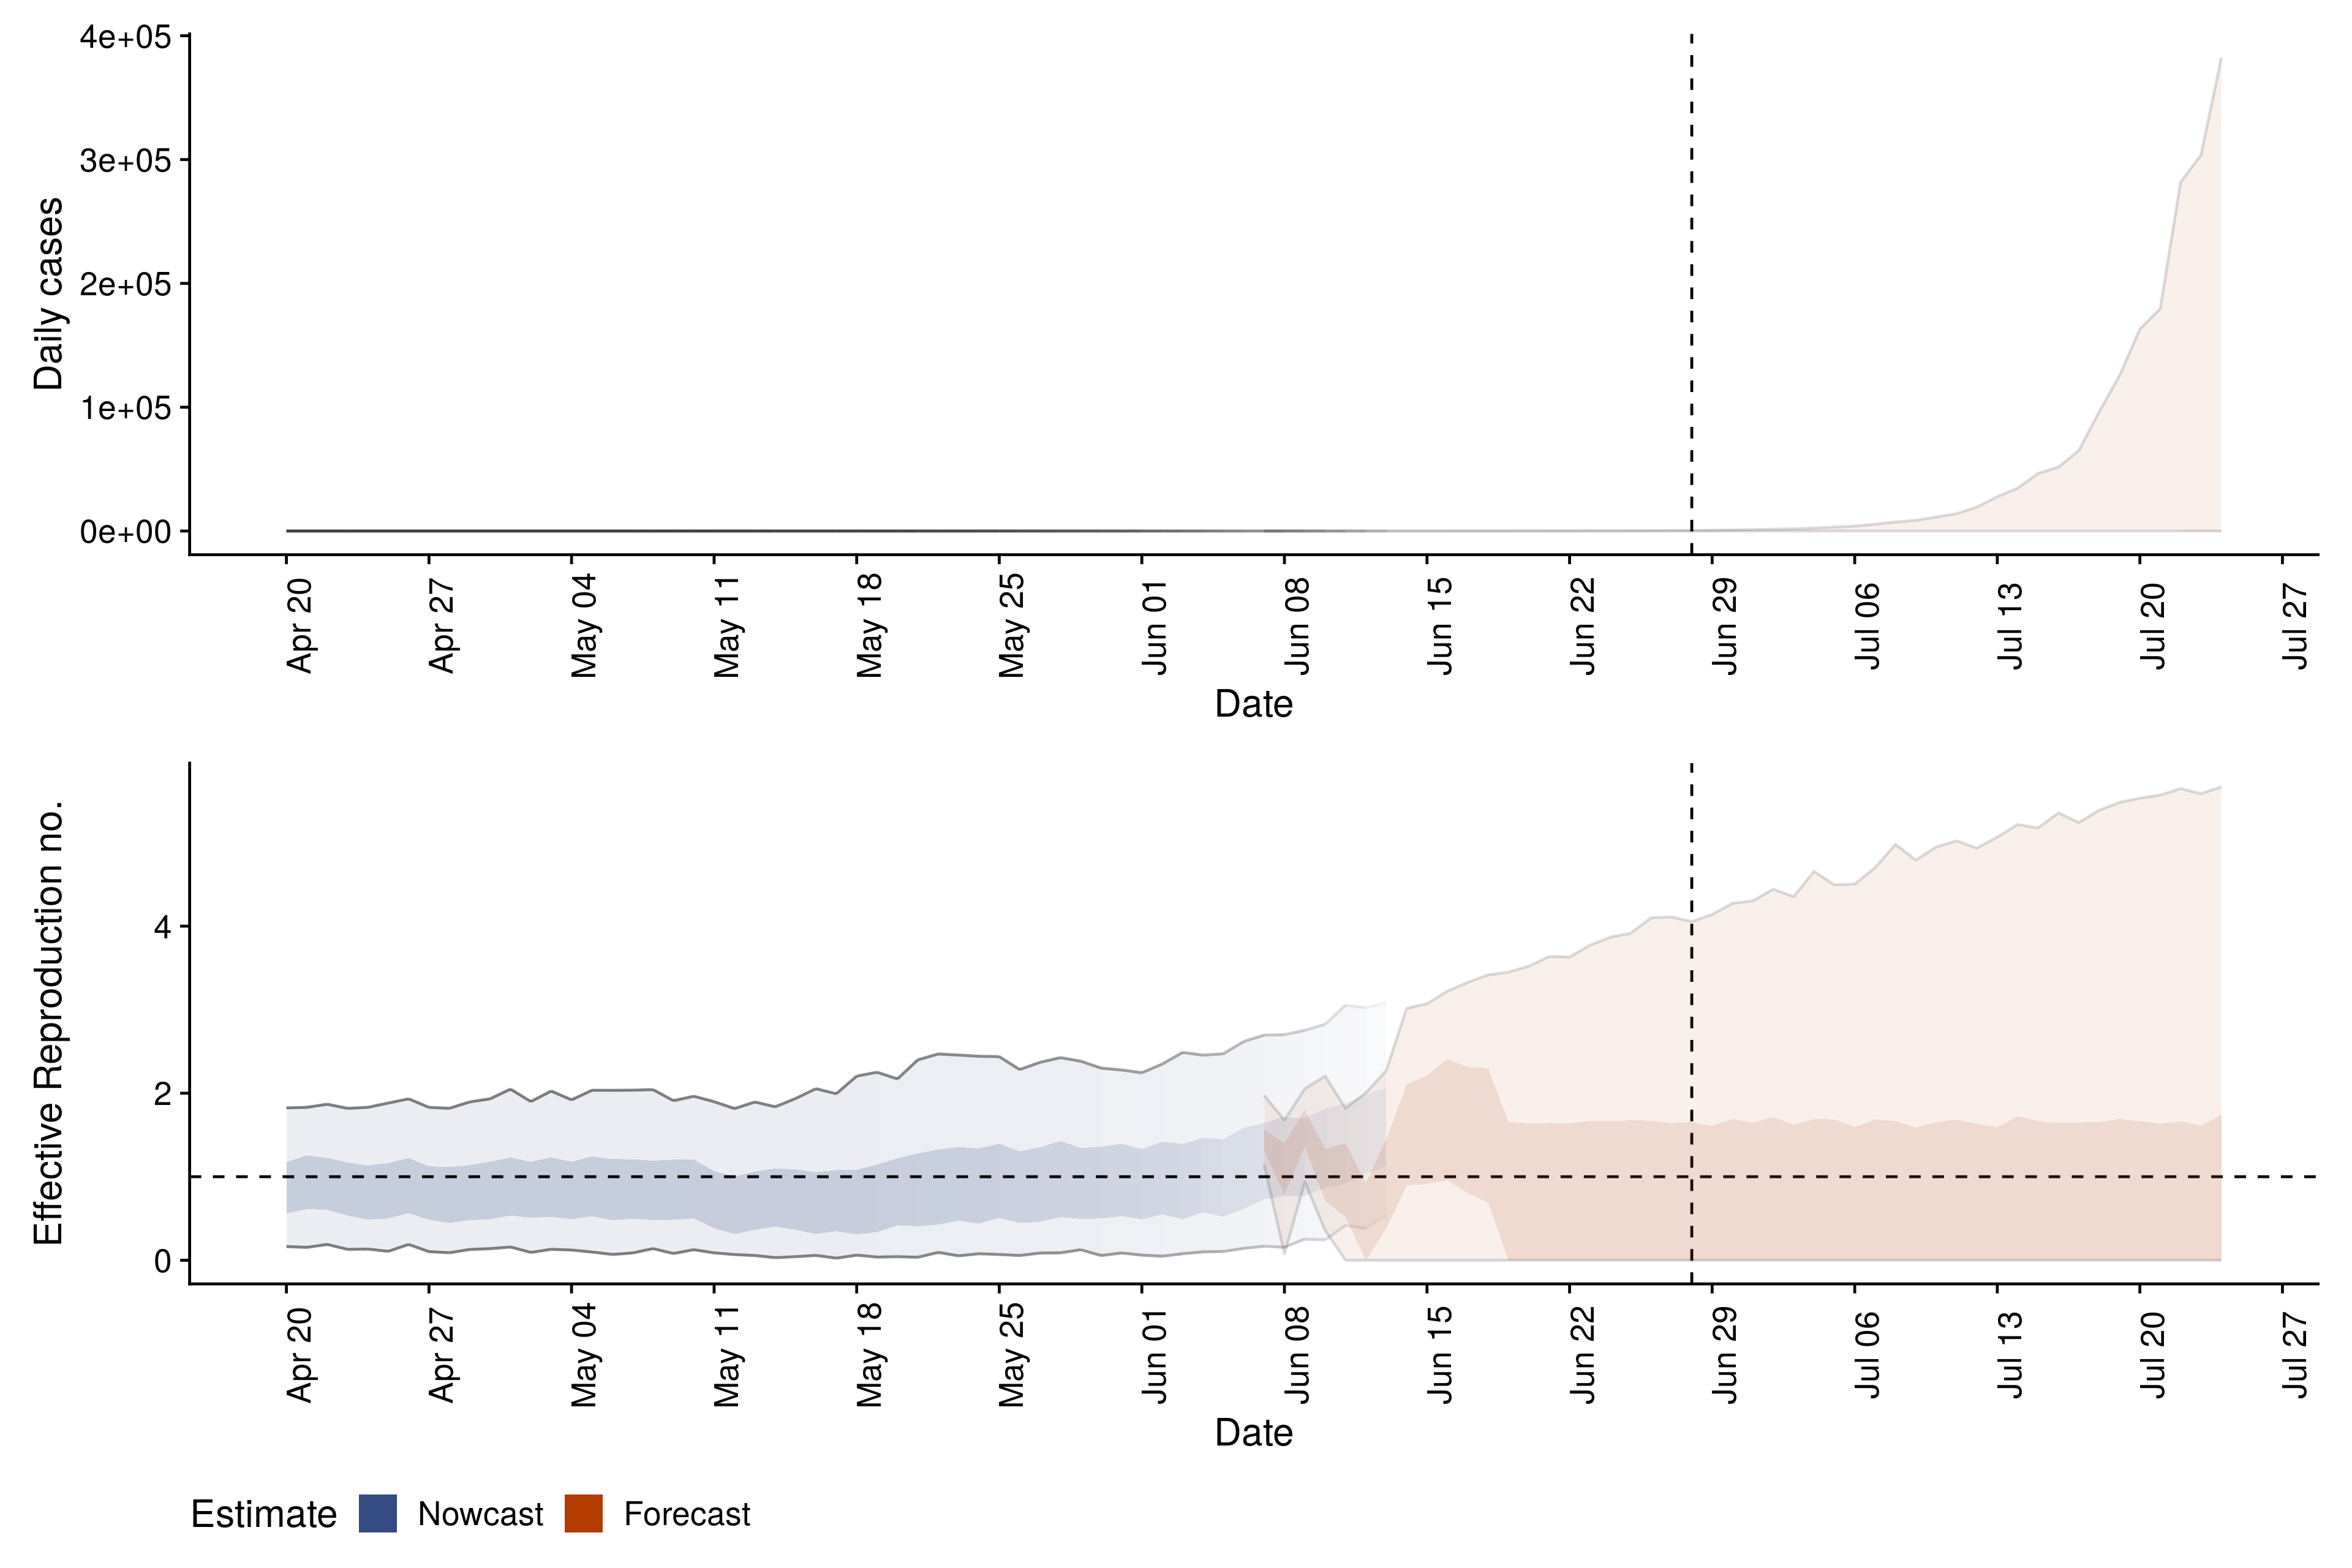 Daily cases
4e+05
3e+05
2e+05
1e+05
0e+00
Apr 20
Apr 27
May 04
May 11
May 18
May 25
Jun 01
Jun 08
Jun 15
Jun 22
Jun 29
Jul 06
Jul 13
Jul 20
Jul 27
Date
Effective Reproduction no.
4
2
0
Apr 20
Apr 27
May 04
May 11
May 18
May 25
Jun 01
Jun 08
Jun 15
Jun 22
Jun 29
Jul 06
Jul 13
Jul 20
Jul 27
Date
Estimate Nowcast Forecast